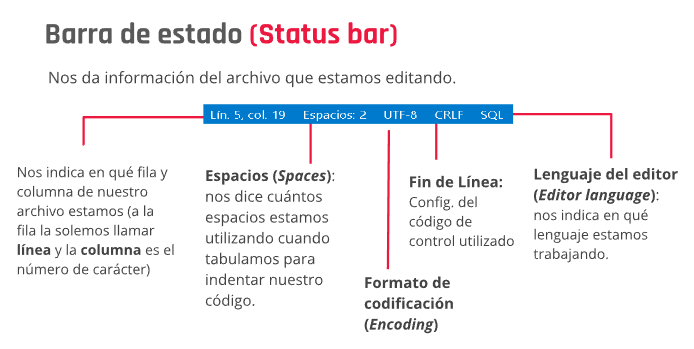 Barra de estado (Status bar)
Nos da información del archivo que estamos editando.
Lín. 5, col. 19 Espacios: 2 UTF-8 CRLF SQL
Nos indica en qué fila y
columna de nuestro
archivo estamos (a la
fila la solemos llamar
línea y la columna es el
número de carácter)
Espacios (Spaces):
nos dice cuántos
espacios estamos
utilizando cuando
tabulamos para
indentar nuestro
código.
Formato de
codificación
(Encoding)
Fin de Línea:
Config. del
código de
control utilizado
Lenguaje del editor
(Editor language):
nos indica en qué
lenguaje estamos
trabajando.